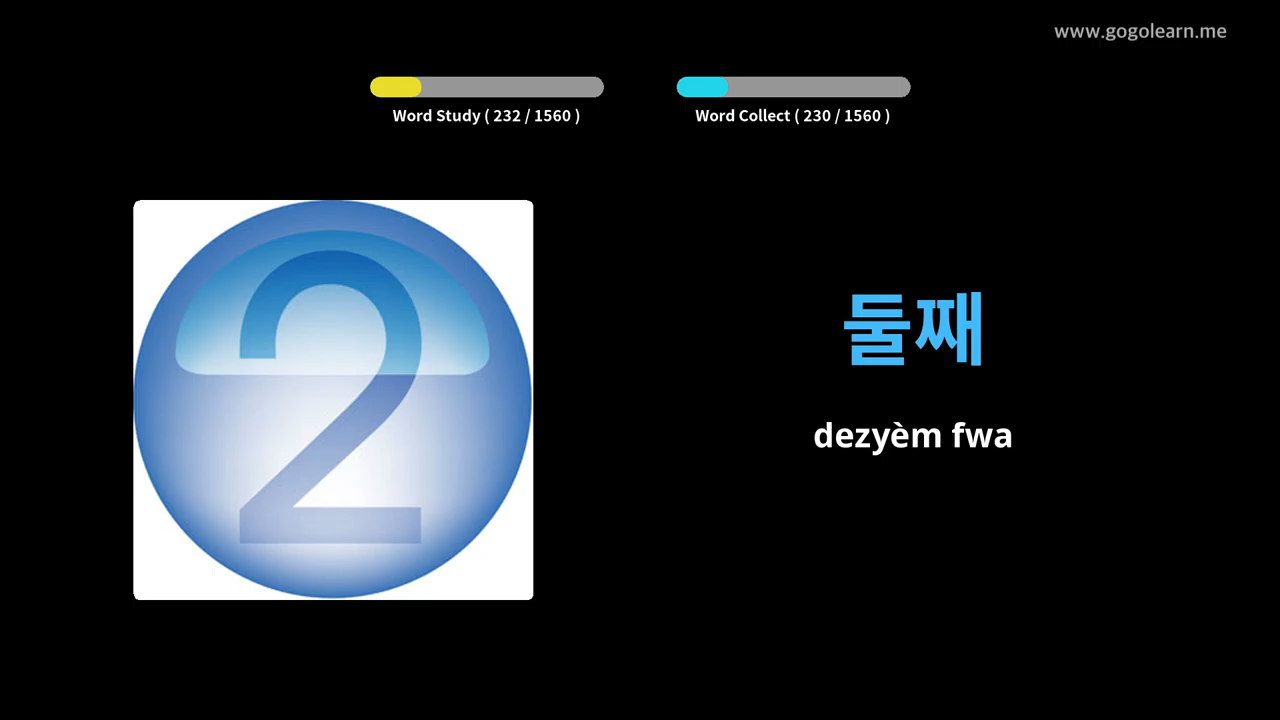 www.gogolearn.me
Word Study ( 232 / 1560 )
Word Collect ( 230 / 1560 )
2
둘째
dezyèm fwa